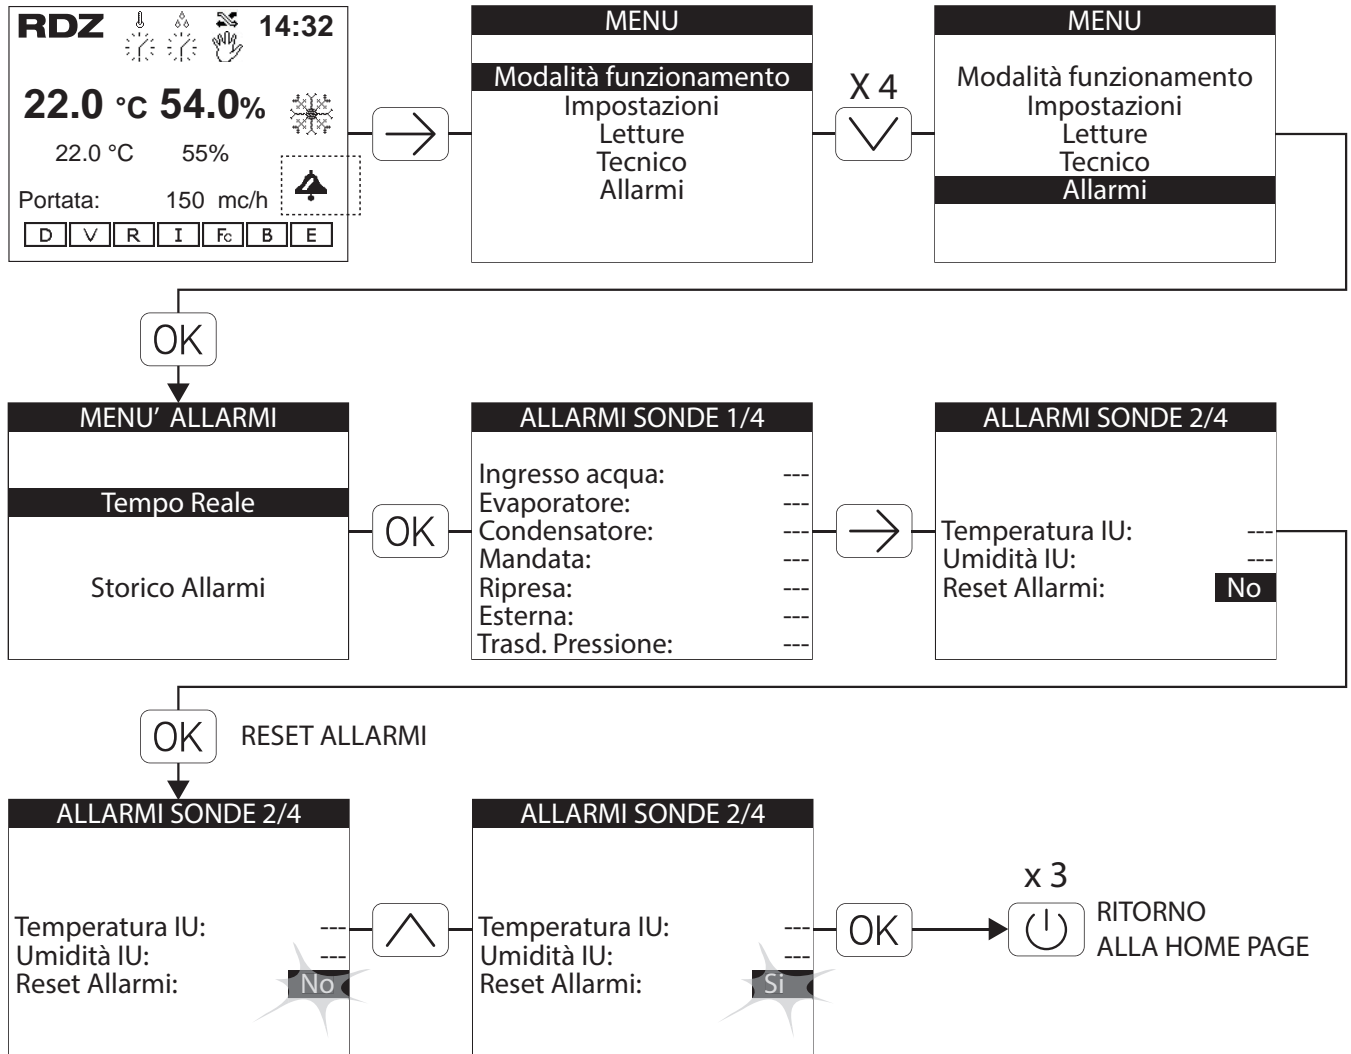 RDZ 14:32
22.0 °C 54.0%
22.0 °C 55%
Portata: 150 mc/h
D V R I Fc B E
MENU
Modalità funzionamento
Impostazioni
Letture
Tecnico
Allarmi
X 4
MENU
Modalità funzionamento
Impostazioni
Letture
Tecnico
Allarmi
OK
MENU' ALLARMI
Tempo Reale
Storico Allarmi
OK
ALLARMI SONDE 1/4
Ingresso acqua: ---
Evaporatore: ---
Condensatore: ---
Mandata: ---
Ripresa: ---
Esterna: ---
Trasd. Pressione: ---
ALLARMI SONDE 2/4
Temperatura IU: ---
Umidità IU: ---
Reset Allarmi: No
OK RESET ALLARMI
ALLARMI SONDE 2/4
Temperatura IU: ---
Umidità IU: ---
Reset Allarmi: No
ALLARMI SONDE 2/4
Temperatura IU: ---
Umidità IU: ---
Reset Allarmi: Si
OK
x 3
RITORNO
ALLA HOME PAGE